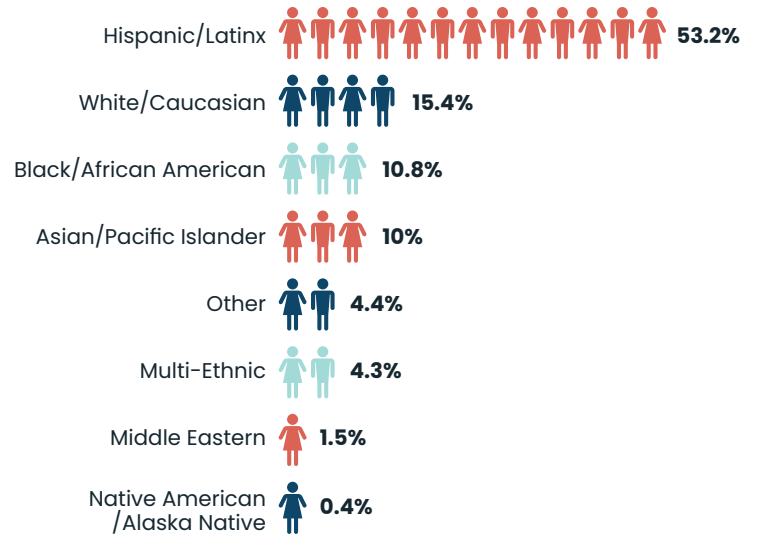 Hispanic/Latinx 53.2%
White/Caucasian 15.4%
Black/African American 10.8%
Asian/Pacific Islander 10%
Other 4.4%
Multi-Ethnic 4.3%
Middle Eastern 1.5%
Native American
/Alaska Native 0.4%